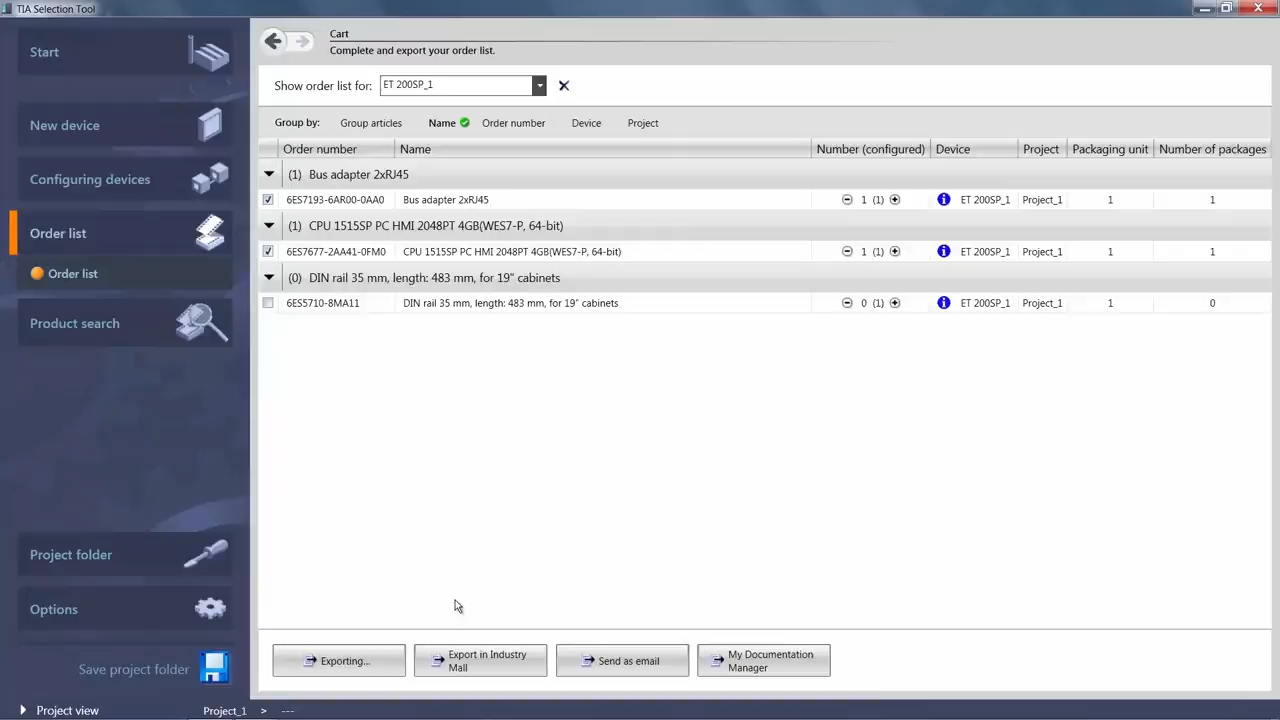 TIA Selection Tool
Start
New device
Configuring devices
Order list
Order list
Product search
Project folder
Options
Save project folder
Project view
Project_1 > ---
Cart
Complete and export your order list.
Show order list for: ET 200SP_1
Group by: Group articles Name Order number Device Project
Order number Name Number (configured) Device Project Packaging unit Number of packages
(1) Bus adapter 2xRJ45
6ES7193-6AR00-0AA0 Bus adapter 2xRJ45 1 (1) ET 200SP_1 Project_1 1 1
(1) CPU 1515SP PC HMI 2048PT 4GB(WES7-P, 64-bit)
6ES7677-2AA41-0FM0 CPU 1515SP PC HMI 2048PT 4GB(WES7-P, 64-bit) 1 (1) ET 200SP_1 Project_1 1 1
(0) DIN rail 35 mm, length: 483 mm, for 19" cabinets
6ES5710-8MA11 DIN rail 35 mm, length: 483 mm, for 19" cabinets 0 (1) ET 200SP_1 Project_1 1 0
Exporting...
Export in Industry
Mall
Send as email
My Documentation
Manager